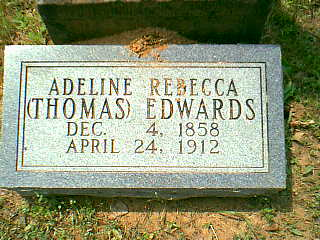 ADELINE REBECCA
(THOMAS) EDWARDS
DEC. 4, 1858
APRIL 24, 1912